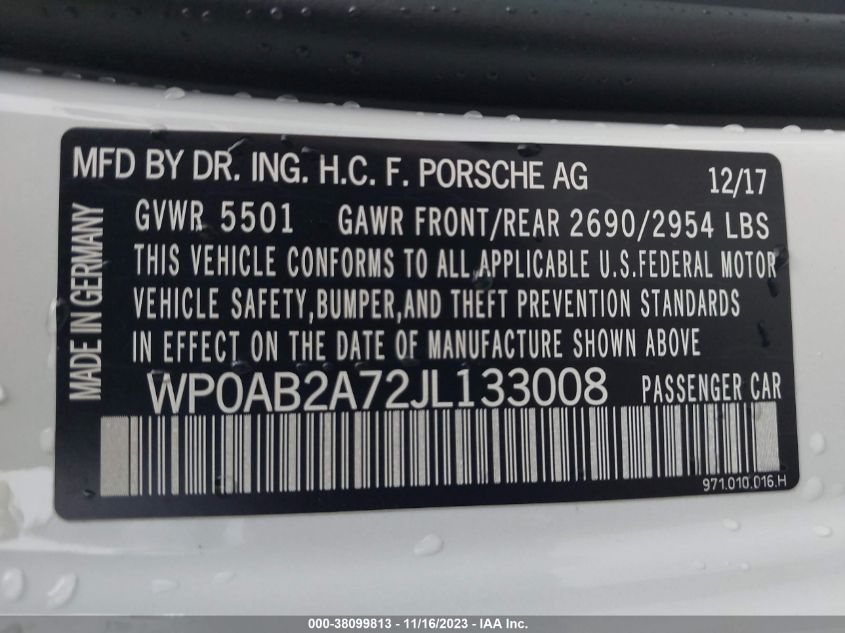 MFD BY DR. ING. H.C. F. PORSCHE AG 12/17
GVWR 5501 GAWR FRONT/REAR 2690/2954 LBS
THIS VEHICLE CONFORMS TO ALL APPLICABLE U.S.FEDERAL MOTOR
VEHICLE SAFETY,BUMPER,AND THEFT PREVENTION STANDARDS
IN EFFECT ON THE DATE OF MANUFACTURE SHOWN ABOVE
WP0AB2A72JL133008 PASSENGER CAR
MADE IN GERMANY
971.010.016.H
000-38099813 - 11/16/2023 - IAA Inc.